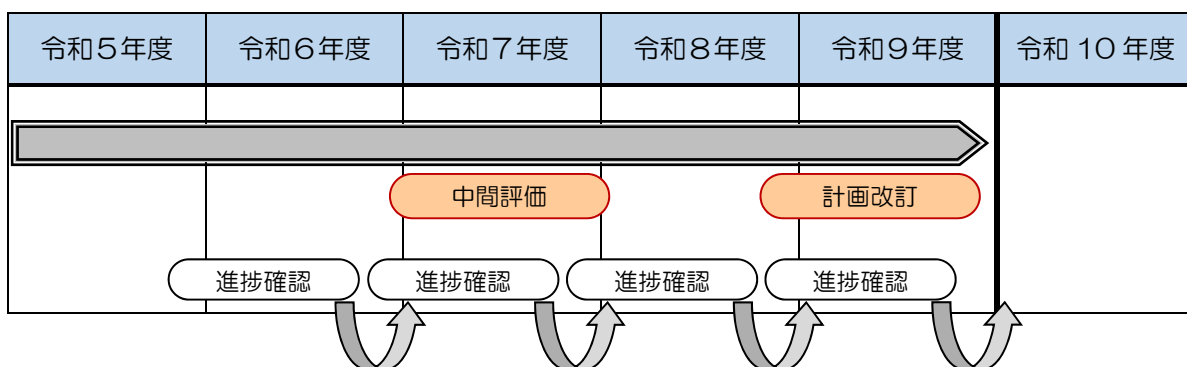 令和５年度 令和６年度 令和７年度 令和８年度 令和９年度 令和 10 年度
中間評価 計画改訂
進捗確認 進捗確認 進捗確認 進捗確認